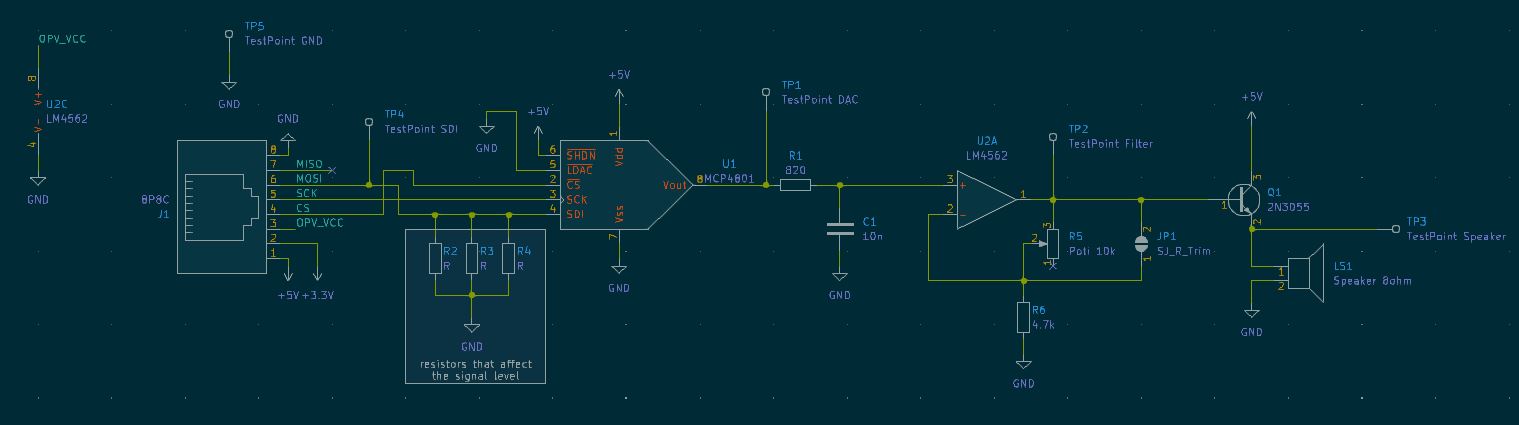 OPV_VCC
8
V+
U2C
LM4562
V-
4
GND
TP5
TestPoint GND
GND
GND
8P8C
J1
8
7
6
5
4
3
2
1
MISO
MOSI
SCK
CS
OPV_VCC
+5V
+3.3V
TP4
TestPoint SDI
GND
+5V
+5V
6
5
2
3
4
SHDN
LDAC
CS
SCK
SDI
1
Vdd
Vout
Vss
7
GND
8
U1
MCP4801
R2
R
R3
R
R4
R
GND
resistors that affect
the signal level
TP1
TestPoint DAC
R1
820
C1
10n
GND
U2A
LM4562
3
+
2
-
1
TP2
TestPoint Filter
3
2
1
R5
Poti 10k
2
1
JP1
SJ_R_Trim
R6
4.7k
GND
+5V
3
1
2
Q1
2N3055
TP3
TestPoint Speaker
1
2
LS1
Speaker 8ohm
GND